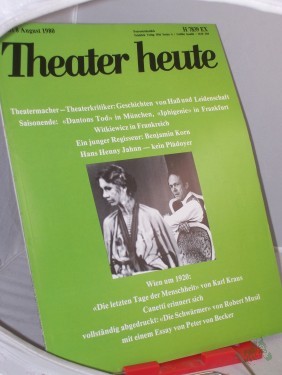 8 August 1980
H 7839 EX
Theater heute
Theatermacher – Theaterkritiker: Geschichten von Haß und Leidenschaft
Saisonende: «Dantons Tod» in München, «Iphigenie» in Frankfurt
Witkiewicz in Frankreich
Ein junger Regisseur: Benjamin Korn
Hans Henny Jahnn — kein Plädoyer
Wien um 1920:
«Die letzten Tage der Menschheit» von Karl Kraus
Canetti erinnert sich
vollständig abgedruckt: «Die Schwärmer» von Robert Musil
mit einem Essay von Peter von Becker